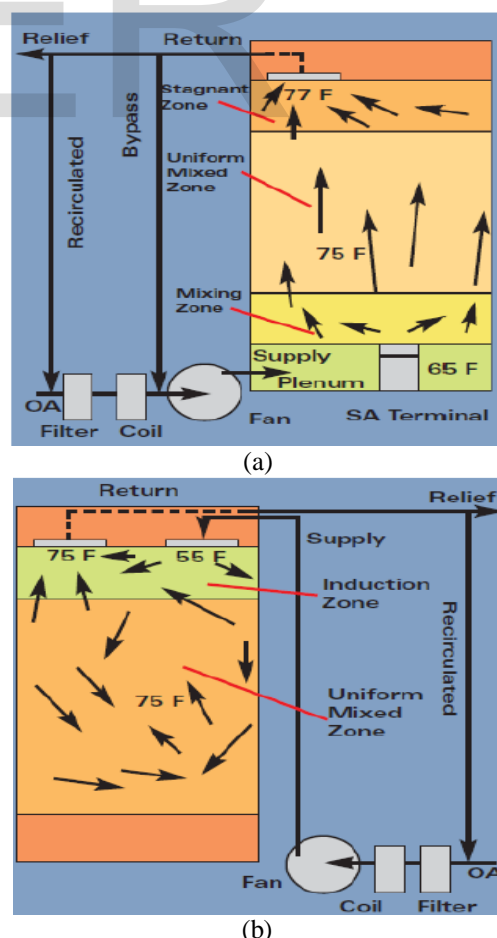 ER
Relief
Return
77 F
Stagnant
Zone
Recirculated
Bypass
Uniform
Mixed
Zone
75 F
Mixing
Zone
Supply
Plenum
65 F
OA
Filter
Coil
Fan
SA Terminal
(a)
Return
Relief
75 F
55 F
Supply
Induction
Zone
Recirculated
75 F
Uniform
Mixed
Zone
Fan
OA
Coil
Filter
(b)